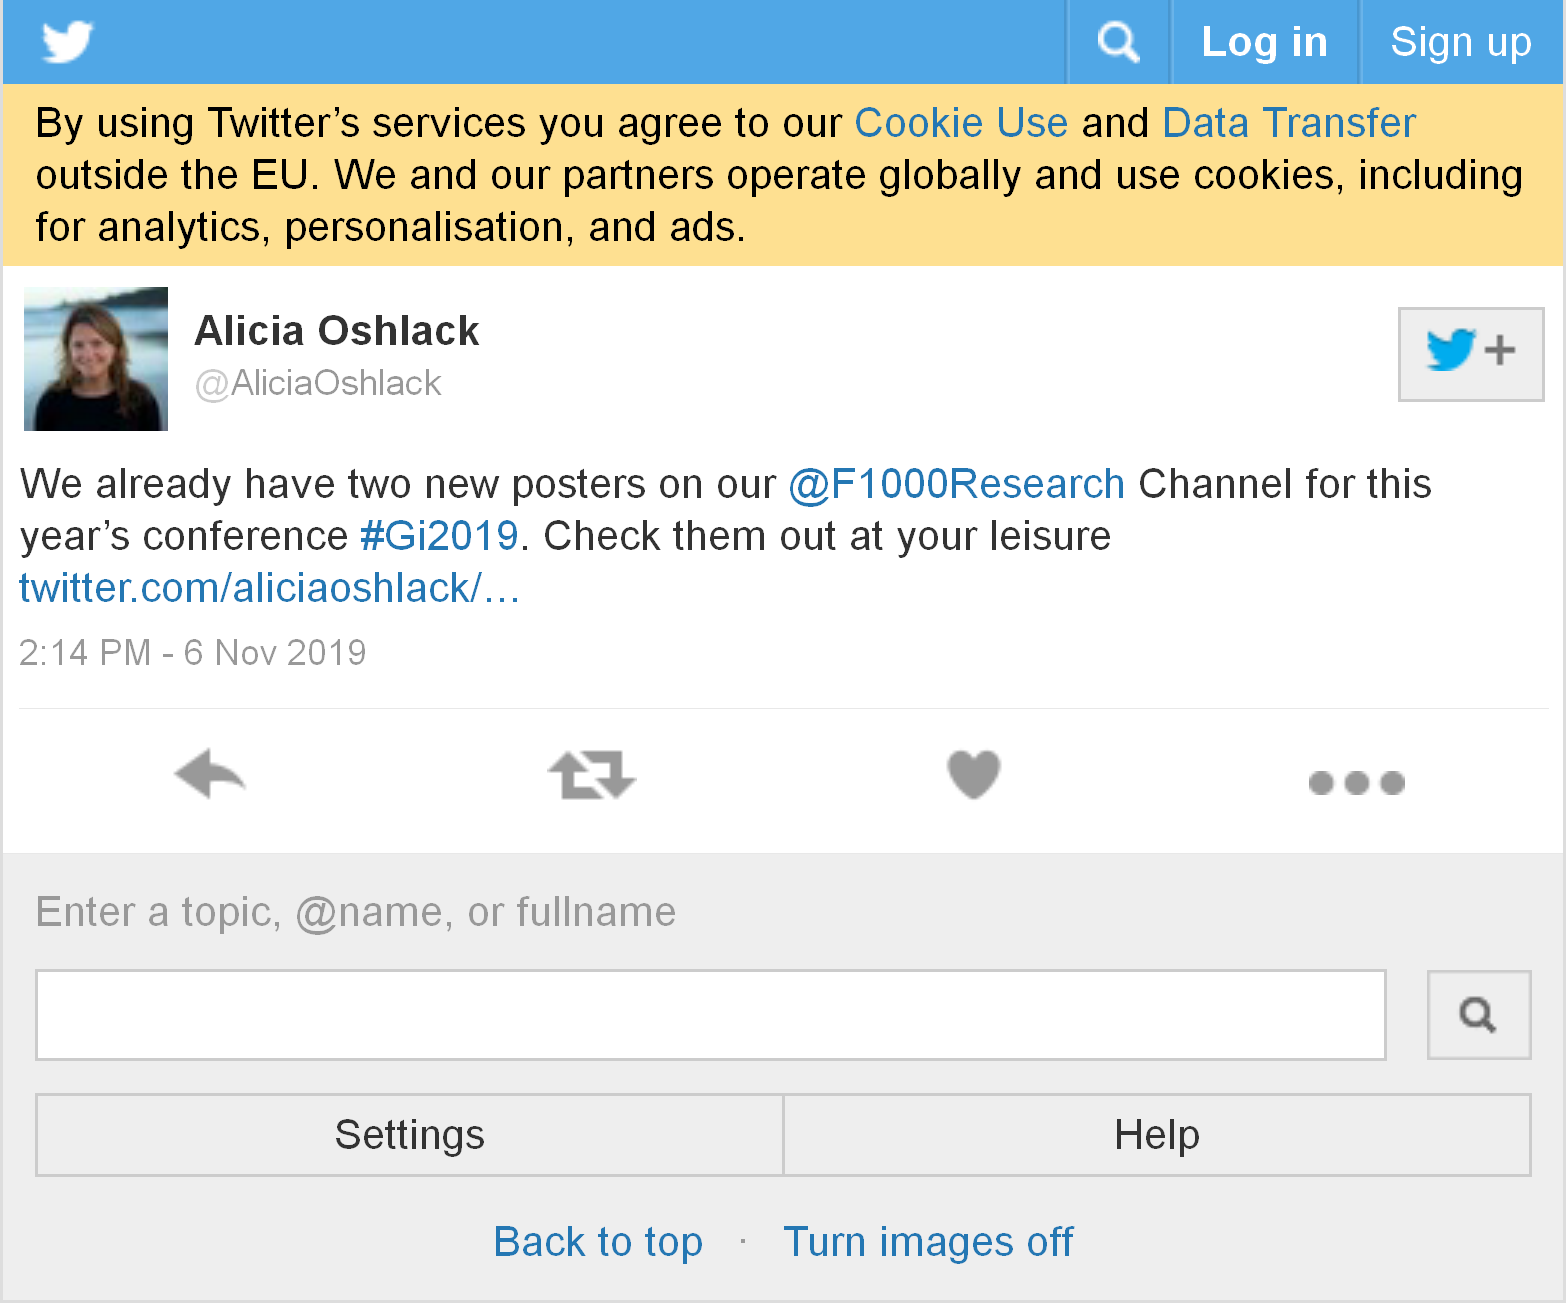 Log in
Sign up
By using Twitter’s services you agree to our Cookie Use and Data Transfer
outside the EU. We and our partners operate globally and use cookies, including
for analytics, personalisation, and ads.
Alicia Oshlack
@AliciaOshlack
We already have two new posters on our @F1000Research Channel for this
year’s conference #Gi2019. Check them out at your leisure
twitter.com/aliciaoshlack/…
2:14 PM - 6 Nov 2019
Enter a topic, @name, or fullname
Settings
Help
Back to top · Turn images off